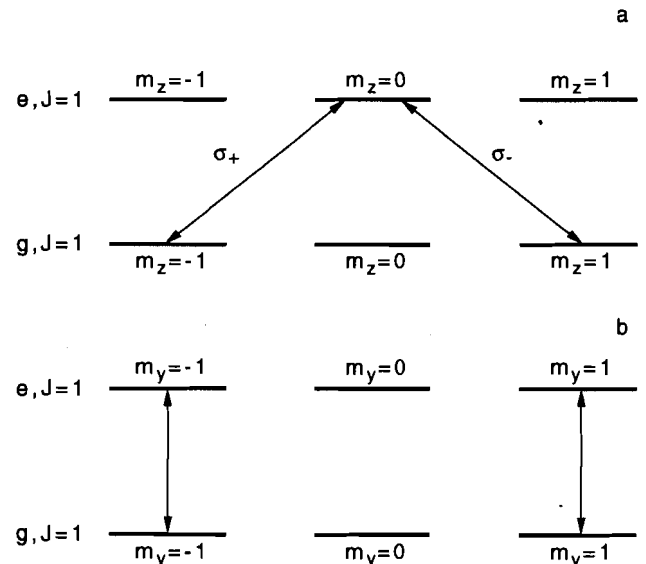 a
m_z=-1 m_z=0 m_z=1
e,J=1
σ₊ σ₋
g,J=1
m_z=-1 m_z=0 m_z=1
b
m_y=-1 m_y=0 m_y=1
e,J=1
g,J=1
m_y=-1 m_y=0 m_y=1